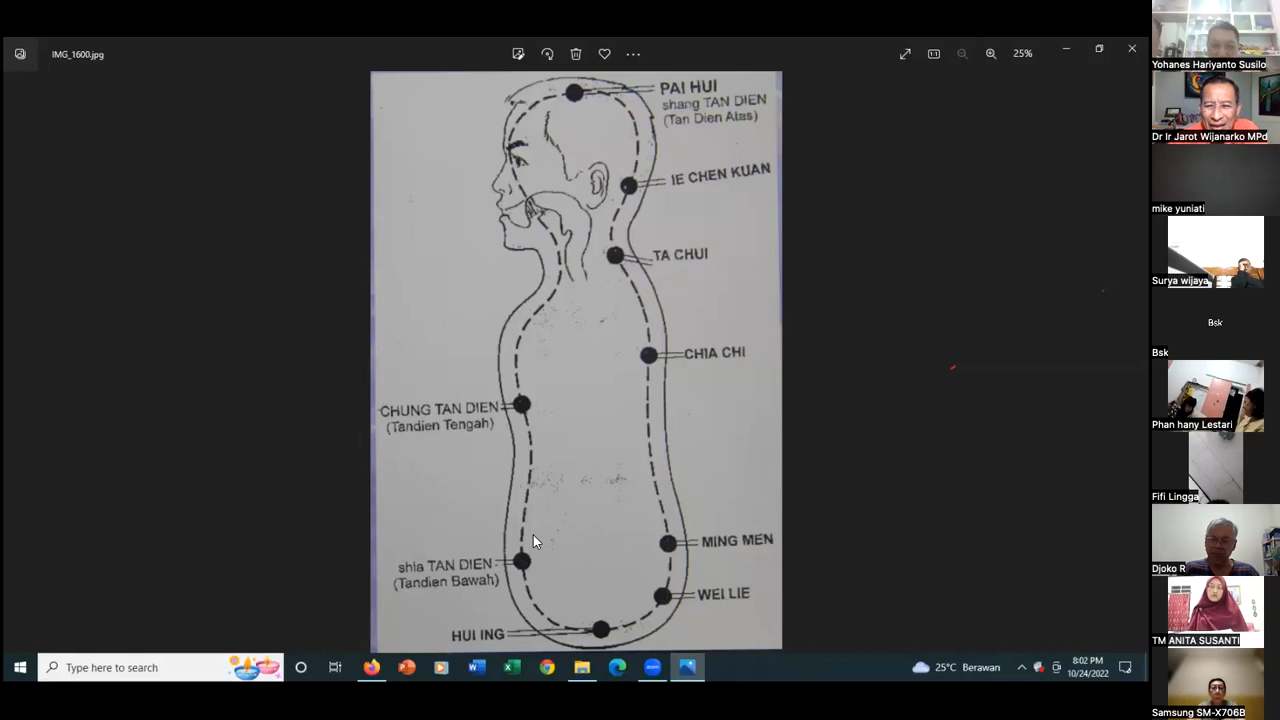 IMG_1600.jpg
25%
PAI HUI
shang TAN DIEN
(Tan Dien Atas)
IE CHEN KUAN
TA CHUI
CHIA CHI
CHUNG TAN DIEN
(Tandien Tengah)
MING MEN
shia TAN DIEN
(Tandien Bawah)
WEI LIE
HUI ING
Type here to search
25°C Berawan
8:02 PM
10/24/2022
Yohanes Hariyanto Susilo
Dr Ir Jarot Wijanarko MPd
mike yuniati
Surya wijaya
Bsk
Bsk
Phan hany Lestari
Fifi Lingga
Djoko R
TM ANITA SUSANTI
Samsung SM-X706B